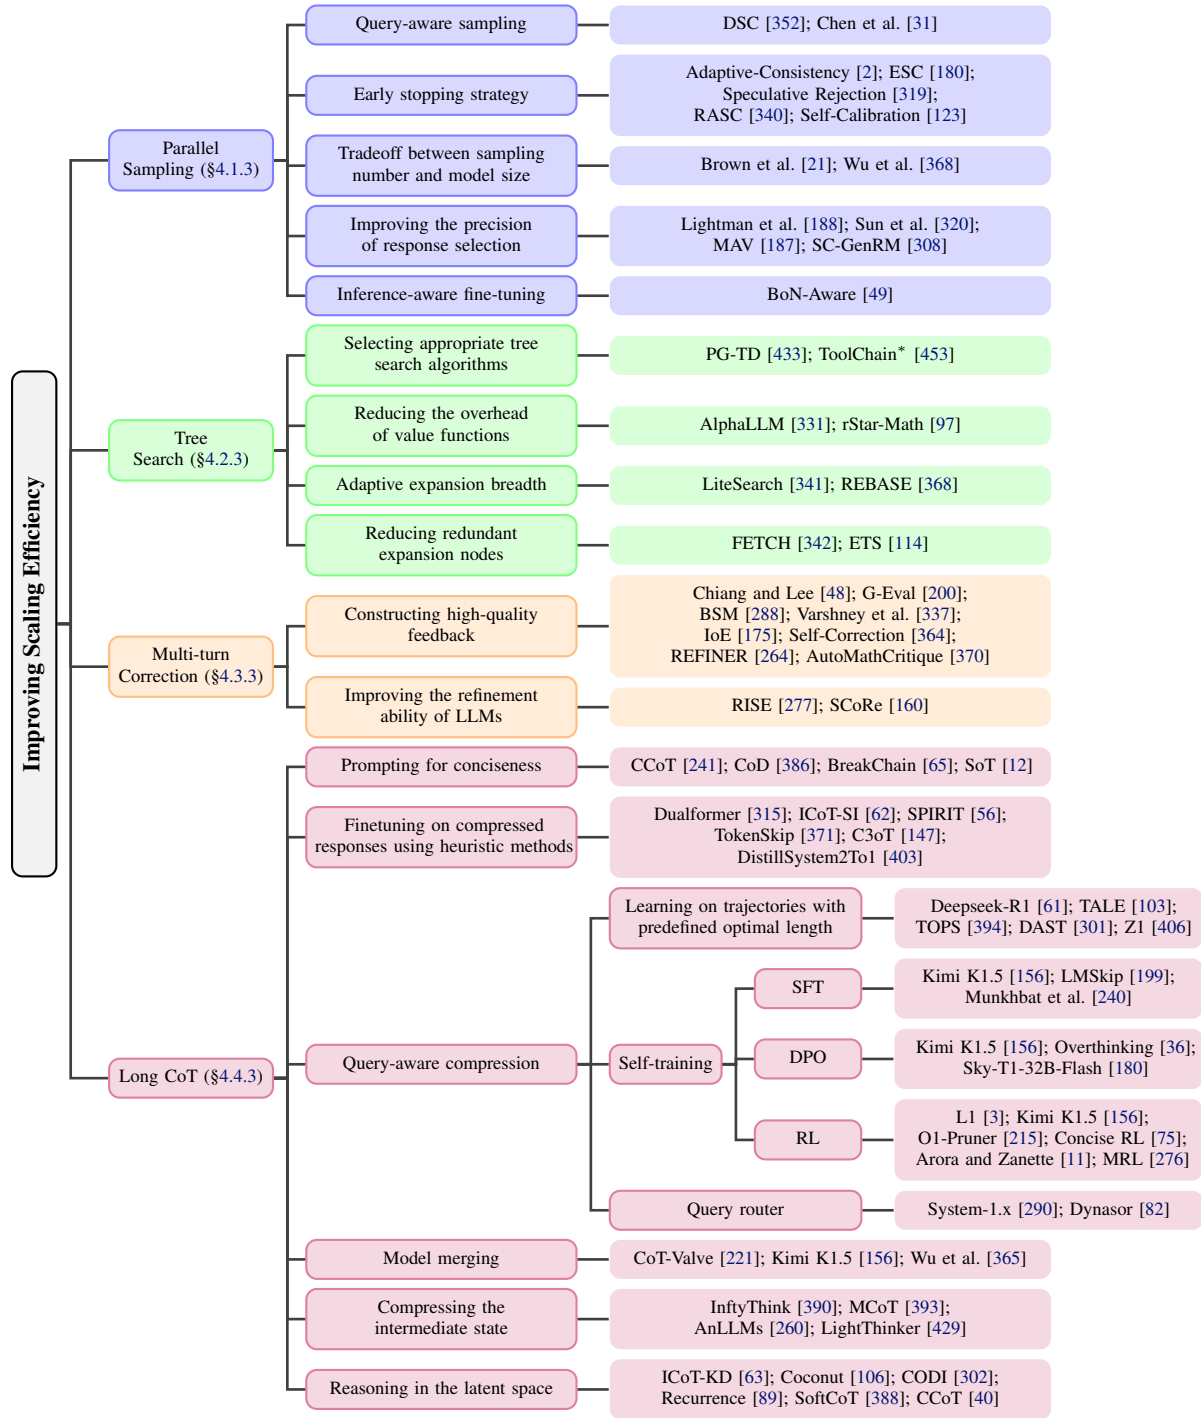 Improving Scaling Efficiency
Parallel
Sampling (§4.1.3)
Query-aware sampling
DSC [352]; Chen et al. [31]
Early stopping strategy
Adaptive-Consistency [2]; ESC [180];
Speculative Rejection [319];
RASC [340]; Self-Calibration [123]
Tradeoff between sampling
number and model size
Brown et al. [21]; Wu et al. [368]
Improving the precision
of response selection
Lightman et al. [188]; Sun et al. [320];
MAV [187]; SC-GenRM [308]
Inference-aware fine-tuning
BoN-Aware [49]
Tree
Search (§4.2.3)
Selecting appropriate tree
search algorithms
PG-TD [433]; ToolChain* [453]
Reducing the overhead
of value functions
AlphaLLM [331]; rStar-Math [97]
Adaptive expansion breadth
LiteSearch [341]; REBASE [368]
Reducing redundant
expansion nodes
FETCH [342]; ETS [114]
Multi-turn
Correction (§4.3.3)
Constructing high-quality
feedback
Chiang and Lee [48]; G-Eval [200];
BSM [288]; Varshney et al. [337];
IoE [175]; Self-Correction [364];
REFINER [264]; AutoMathCritique [370]
Improving the refinement
ability of LLMs
RISE [277]; SCoRe [160]
Long CoT (§4.4.3)
Prompting for conciseness
CCoT [241]; CoD [386]; BreakChain [65]; SoT [12]
Finetuning on compressed
responses using heuristic methods
Dualformer [315]; ICoT-SI [62]; SPIRIT [56];
TokenSkip [371]; C3oT [147];
DistillSystem2To1 [403]
Query-aware compression
Learning on trajectories with
predefined optimal length
Deepseek-R1 [61]; TALE [103];
TOPS [394]; DAST [301]; Z1 [406]
Self-training
SFT
Kimi K1.5 [156]; LMSkip [199];
Munkhbat et al. [240]
DPO
Kimi K1.5 [156]; Overthinking [36];
Sky-T1-32B-Flash [180]
RL
L1 [3]; Kimi K1.5 [156];
O1-Pruner [215]; Concise RL [75];
Arora and Zanette [11]; MRL [276]
Query router
System-1.x [290]; Dynasor [82]
Model merging
CoT-Valve [221]; Kimi K1.5 [156]; Wu et al. [365]
Compressing the
intermediate state
InftyThink [390]; MCoT [393];
AnLLMs [260]; LightThinker [429]
Reasoning in the latent space
ICoT-KD [63]; Coconut [106]; CODI [302];
Recurrence [89]; SoftCoT [388]; CCoT [40]